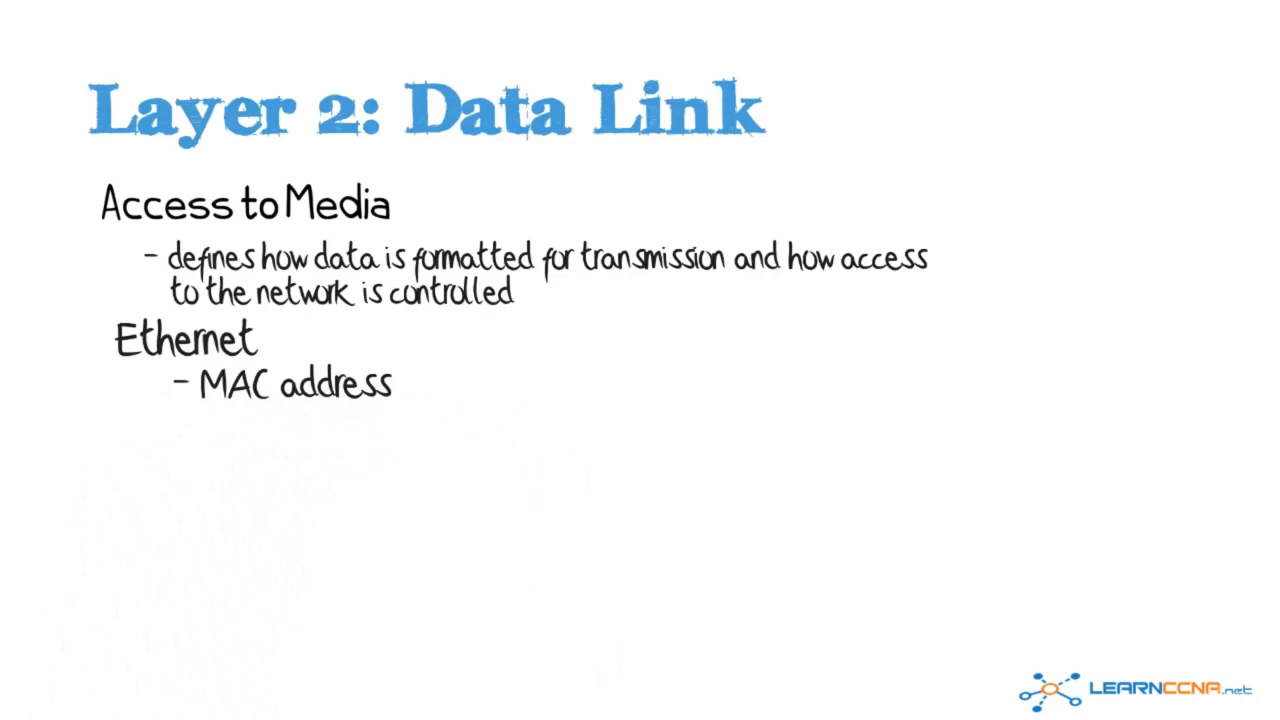 Layer 2: Data Link
Access to Media
- defines how data is formatted for transmission and how access
to the network is controlled
Ethernet
- MAC address
LEARNCCNA.net